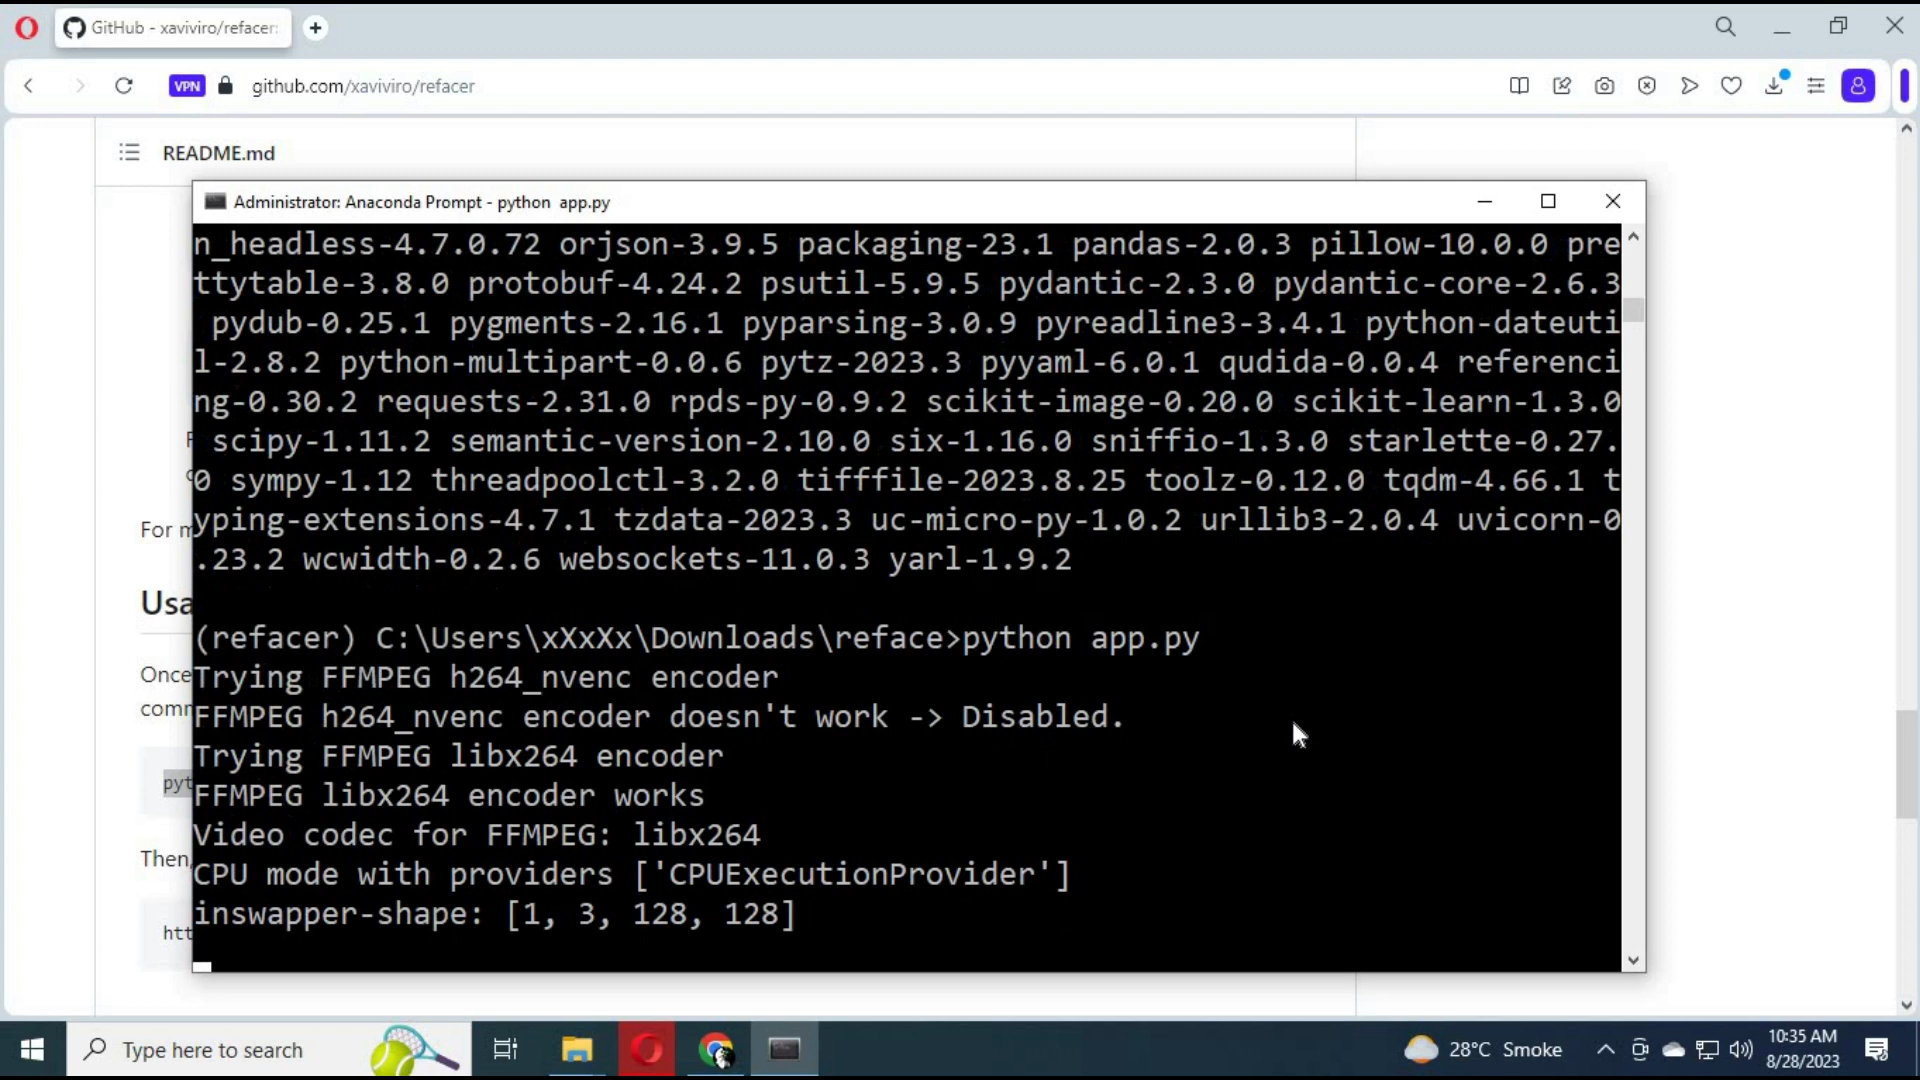 GitHub - xaviviro/refacer:
VPN
github.com/xaviviro/refacer
README.md
Administrator: Anaconda Prompt - python app.py
n_headless-4.7.0.72 orjson-3.9.5 packaging-23.1 pandas-2.0.3 pillow-10.0.0 pre
ttytable-3.8.0 protobuf-4.24.2 psutil-5.9.5 pydantic-2.3.0 pydantic-core-2.6.3
pydub-0.25.1 pygments-2.16.1 pyparsing-3.0.9 pyreadline3-3.4.1 python-dateuti
l-2.8.2 python-multipart-0.0.6 pytz-2023.3 pyyaml-6.0.1 qudida-0.0.4 referenci
ng-0.30.2 requests-2.31.0 rpds-py-0.9.2 scikit-image-0.20.0 scikit-learn-1.3.0
scipy-1.11.2 semantic-version-2.10.0 six-1.16.0 sniffio-1.3.0 starlette-0.27.
0 sympy-1.12 threadpoolctl-3.2.0 tifffile-2023.8.25 toolz-0.12.0 tqdm-4.66.1 t
yping-extensions-4.7.1 tzdata-2023.3 uc-micro-py-1.0.2 urllib3-2.0.4 uvicorn-0
.23.2 wcwidth-0.2.6 websockets-11.0.3 yarl-1.9.2
For
Usa
(refacer) C:\Users\xXxXx\Downloads\reface>python app.py
Once
Trying FFMPEG h264_nvenc encoder
comm
FFMPEG h264_nvenc encoder doesn't work -> Disabled.
Trying FFMPEG libx264 encoder
pyt
FFMPEG libx264 encoder works
Video codec for FFMPEG: libx264
Then,
CPU mode with providers ['CPUExecutionProvider']
inswapper-shape: [1, 3, 128, 128]
htt
Type here to search
28°C Smoke
10:35 AM
8/28/2023